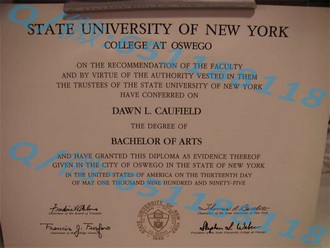 STATE UNIVERSITY OF NEW YORK
COLLEGE AT OSWEGO
ON THE RECOMMENDATION OF THE FACULTY
AND BY VIRTUE OF THE AUTHORITY VESTED IN THEM
THE TRUSTEES OF THE STATE UNIVERSITY OF NEW YORK
HAVE CONFERRED ON
DAWN L. CAUFIELD
THE DEGREE OF
BACHELOR OF ARTS
AND HAVE GRANTED THIS DIPLOMA AS EVIDENCE THEREOF
GIVEN IN THE CITY OF OSWEGO IN THE STATE OF NEW YORK
IN THE UNITED STATES OF AMERICA ON THE THIRTEENTH DAY
OF MAY ONE THOUSAND NINE HUNDRED AND NINETY-FIVE